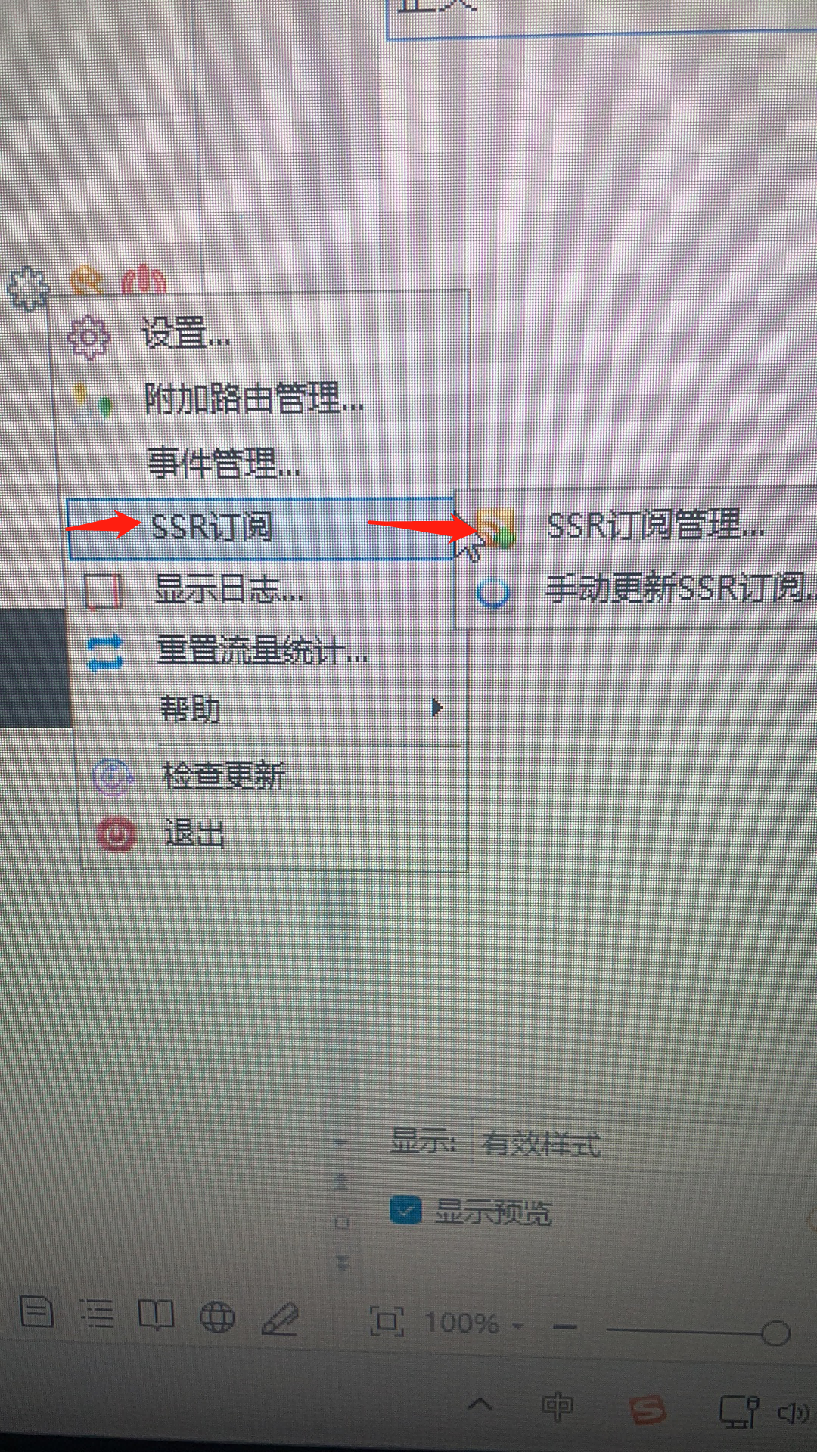 正文
设置...
附加路由管理...
事件管理...
SSR订阅
SSR订阅管理...
显示日志...
手动更新SSR订阅..
重置流量统计...
帮助
检查更新
退出
显示: 有效样式
显示预览
100%
中